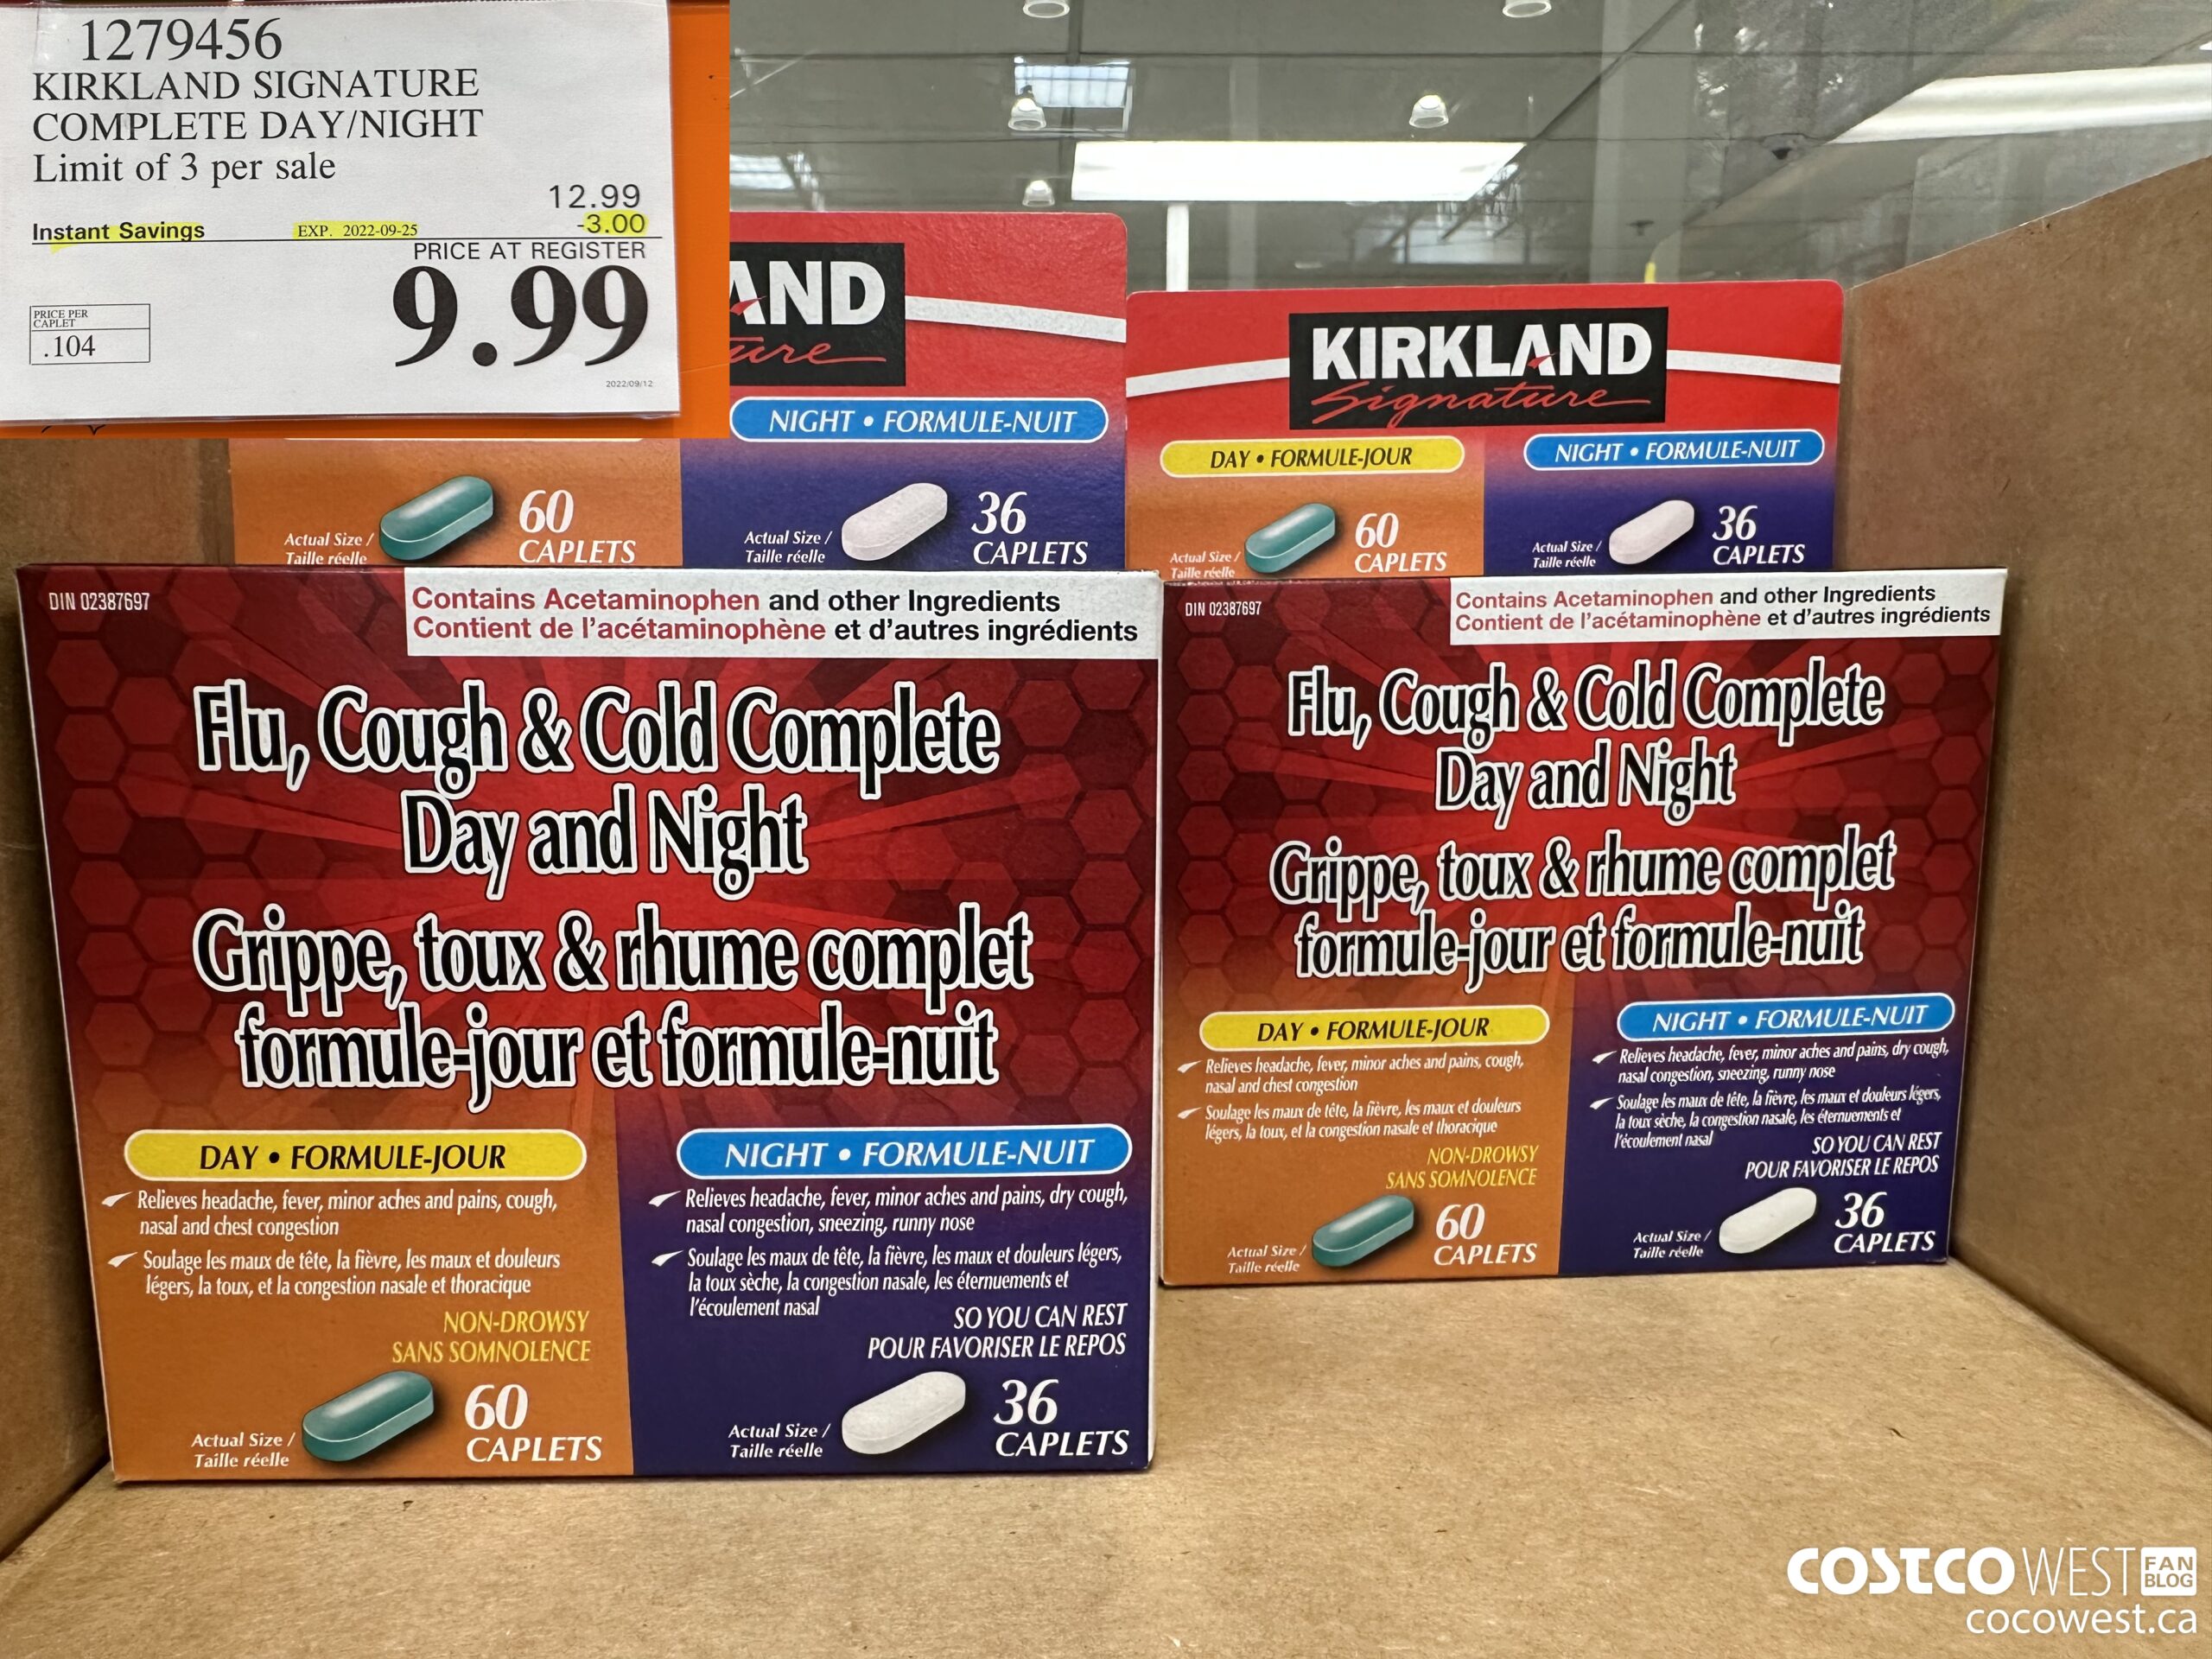 1279456
KIRKLAND SIGNATURE
COMPLETE DAY/NIGHT
Limit of 3 per sale
12.99
Instant Savings EXP. 2022-09-25 -3.00
PRICE AT REGISTER
9.99
PRICE PER
CAPLET
.104
2022/09/12
AND
ure
NIGHT • FORMULE-NUIT
Actual Size /
Taille réelle
60
CAPLETS
Actual Size /
Taille réelle
36
CAPLETS
KIRKLAND
Signature
DAY • FORMULE-JOUR
NIGHT • FORMULE-NUIT
Actual Size /
Taille réelle
60
CAPLETS
Actual Size /
Taille réelle
36
CAPLETS
DIN 02387697
Contains Acetaminophen and other Ingredients
Contient de l'acétaminophène et d'autres ingrédients
Flu, Cough & Cold Complete
Day and Night
Grippe, toux & rhume complet
formule-jour et formule-nuit
DAY • FORMULE-JOUR
Relieves headache, fever, minor aches and pains, cough,
nasal and chest congestion
Soulage les maux de tête, la fièvre, les maux et douleurs
légers, la toux, et la congestion nasale et thoracique
NON-DROWSY
SANS SOMNOLENCE
Actual Size /
Taille réelle
60
CAPLETS
NIGHT • FORMULE-NUIT
Relieves headache, fever, minor aches and pains, dry cough,
nasal congestion, sneezing, runny nose
Soulage les maux de tête, la fièvre, les maux et douleurs légers,
la toux sèche, la congestion nasale, les éternuements et
l'écoulement nasal
SO YOU CAN REST
POUR FAVORISER LE REPOS
Actual Size /
Taille réelle
36
CAPLETS
DIN 02387697
Contains Acetaminophen and other Ingredients
Contient de l'acétaminophène et d'autres ingrédients
Flu, Cough & Cold Complete
Day and Night
Grippe, toux & rhume complet
formule-jour et formule-nuit
DAY • FORMULE-JOUR
Relieves headache, fever, minor aches and pains, cough,
nasal and chest congestion
Soulage les maux de tête, la fièvre, les maux et douleurs
légers, la toux, et la congestion nasale et thoracique
NON-DROWSY
SANS SOMNOLENCE
Actual Size /
Taille réelle
60
CAPLETS
NIGHT • FORMULE-NUIT
Relieves headache, fever, minor aches and pains, dry cough,
nasal congestion, sneezing, runny nose
Soulage les maux de tête, la fièvre, les maux et douleurs légers,
la toux sèche, la congestion nasale, les éternuements et
l'écoulement nasal
SO YOU CAN REST
POUR FAVORISER LE REPOS
Actual Size /
Taille réelle
36
CAPLETS
COSTCO WEST FAN BLOG
cocowest.ca